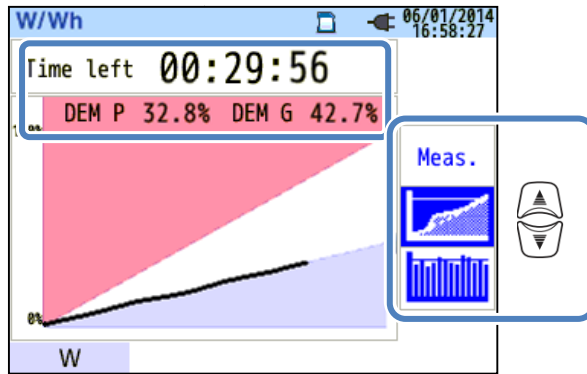 W/Wh 06/01/2014
16:58:27
Time left 00:29:56
DEM P 32.8% DEM G 42.7%
Meas.
0%
W